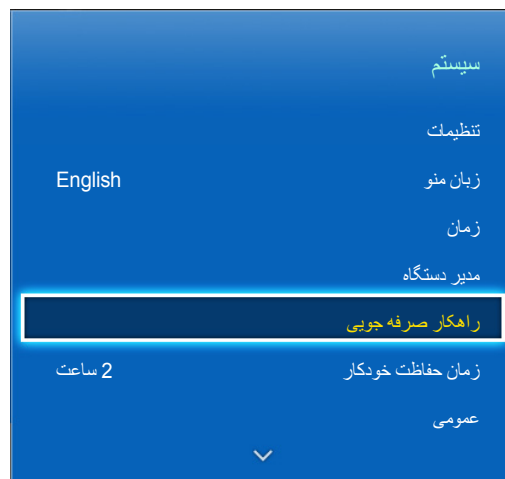 سیستم
تنظیمات
زبان منو English
زمان
مدیر دستگاه
راهکار صرفه جویی
زمان حفاظت خودکار 2 ساعت
عمومی